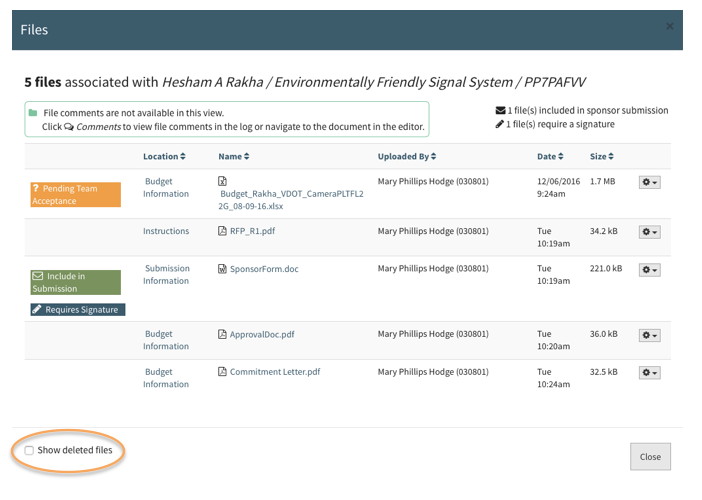 Files
×
5 files associated with Hesham A Rakha / Environmentally Friendly Signal System / PP7PAFVV
File comments are not available in this view.
Click Comments to view file comments in the log or navigate to the document in the editor.
1 file(s) included in sponsor submission
1 file(s) require a signature
Location Name Uploaded By Date Size
? Pending Team
Acceptance
Budget
Information
Budget_Rakha_VDOT_CameraPLTFL2
2G_08-09-16.xlsx
Mary Phillips Hodge (030801)
12/06/2016
9:24am
1.7 MB
Instructions
RFP_R1.pdf
Mary Phillips Hodge (030801)
Tue
10:19am
34.2 kB
Include in
Submission
Requires Signature
Submission
Information
SponsorForm.doc
Mary Phillips Hodge (030801)
Tue
10:19am
221.0 kB
Budget
Information
ApprovalDoc.pdf
Mary Phillips Hodge (030801)
Tue
10:20am
36.0 kB
Budget
Information
Commitment Letter.pdf
Mary Phillips Hodge (030801)
Tue
10:24am
32.5 kB
Show deleted files
Close